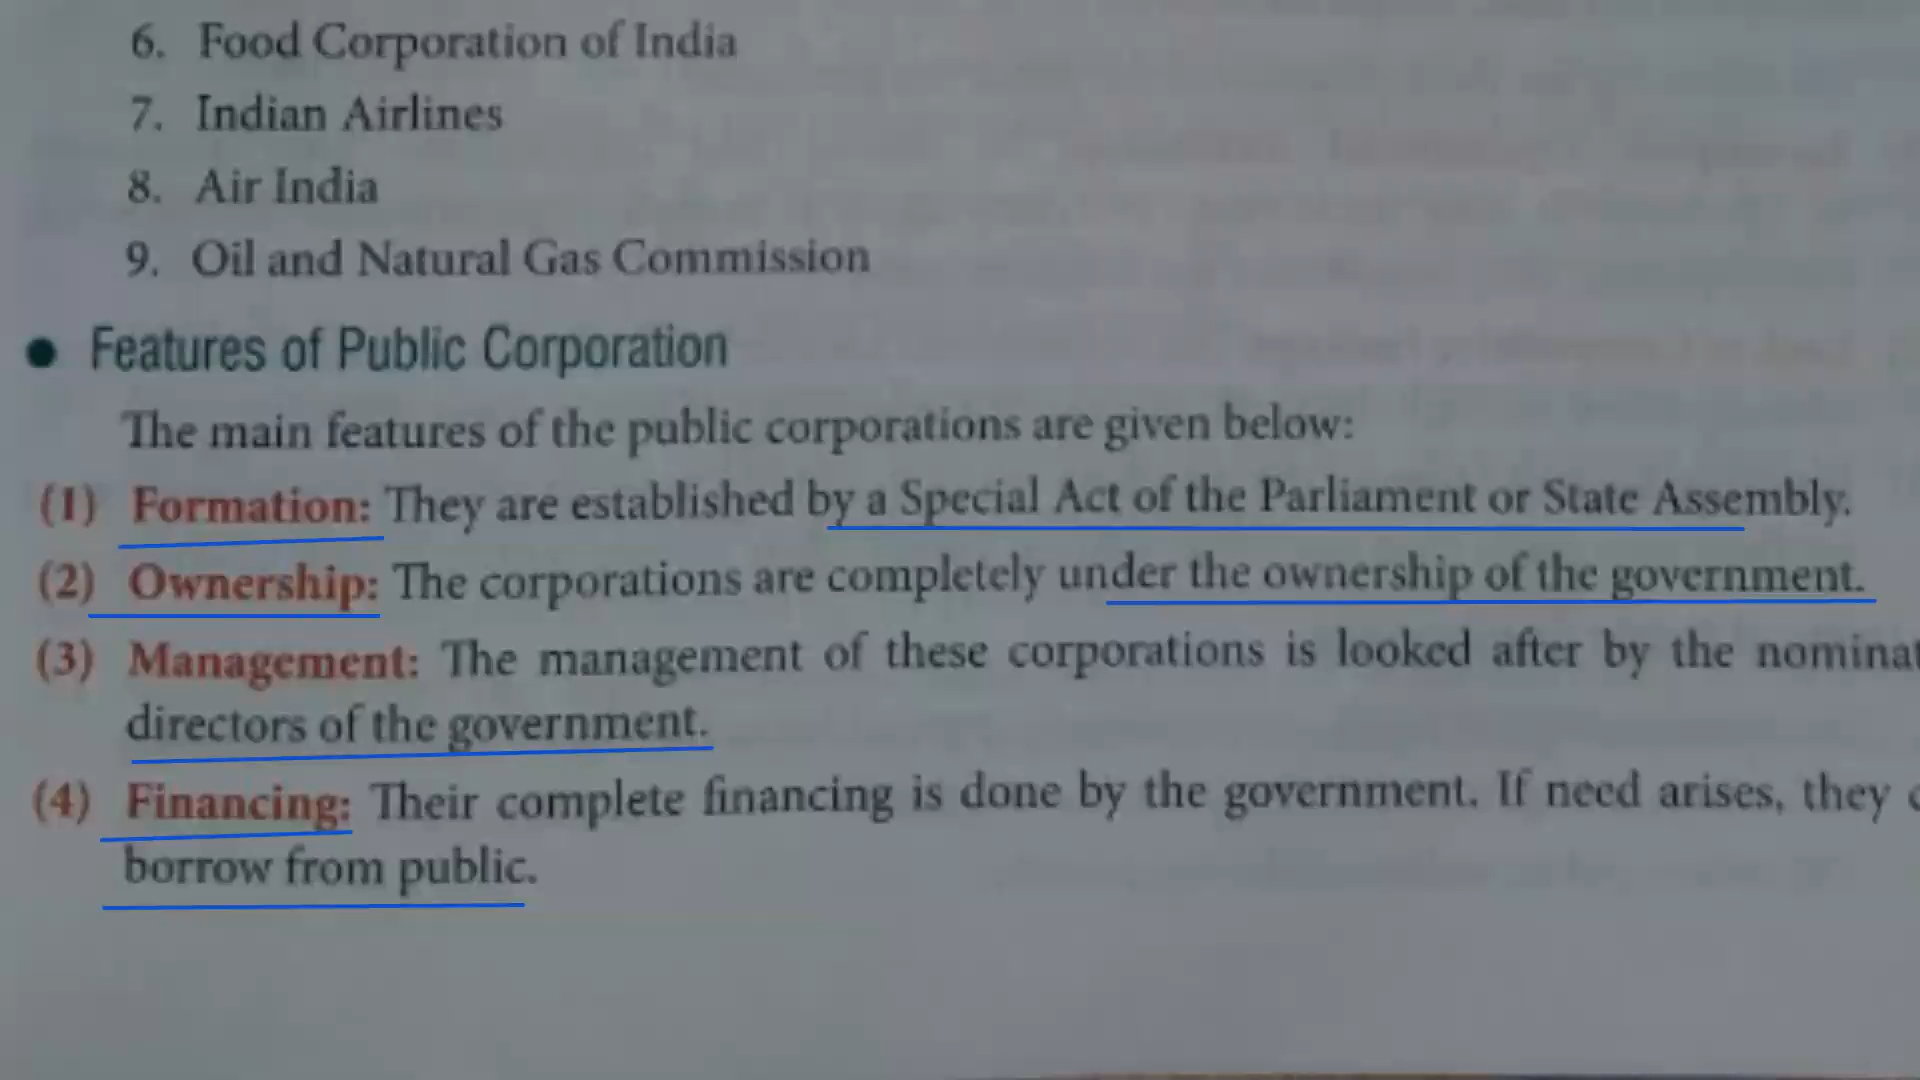 6. Food Corporation of India
7. Indian Airlines
8. Air India
9. Oil and Natural Gas Commission
● Features of Public Corporation
The main features of the public corporations are given below:
(1) Formation: They are established by a Special Act of the Parliament or State Assembly.
(2) Ownership: The corporations are completely under the ownership of the government.
(3) Management: The management of these corporations is looked after by the nominat
directors of the government.
(4) Financing: Their complete financing is done by the government. If need arises, they
borrow from public.